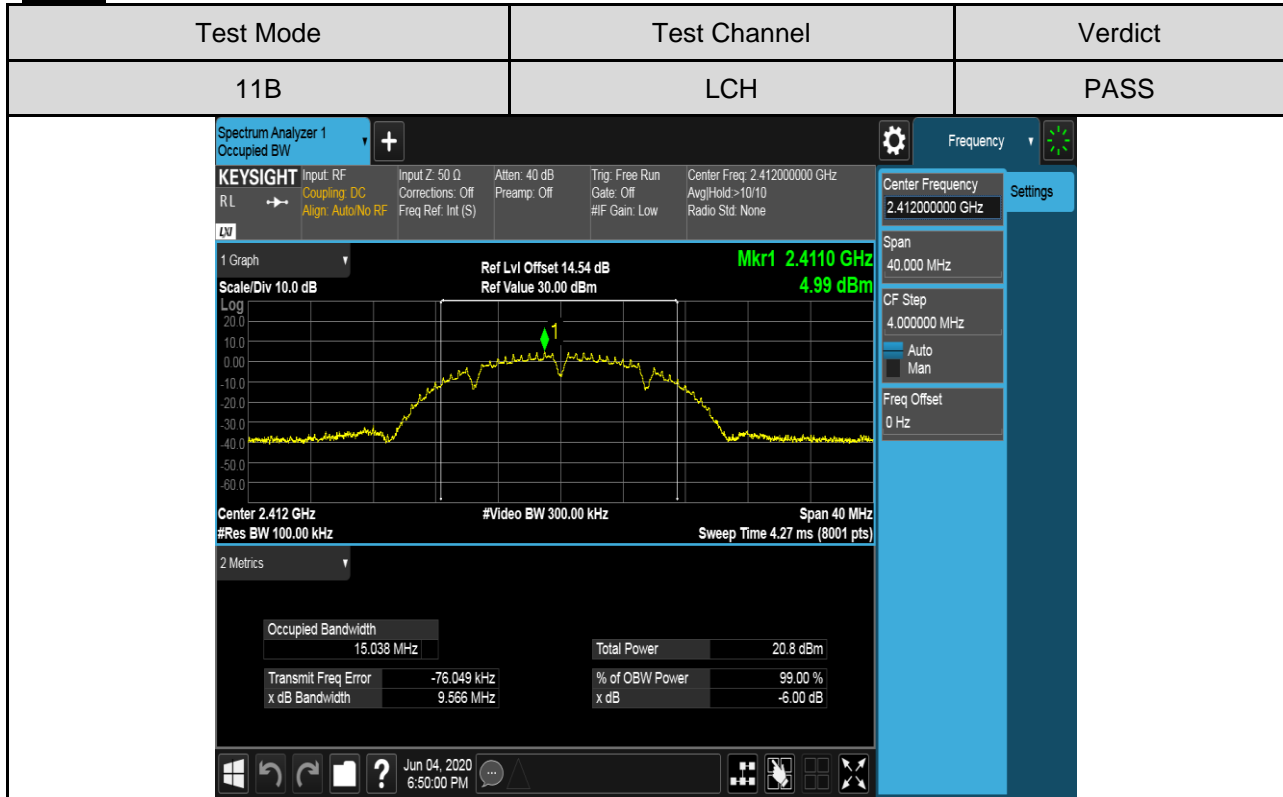 Test Mode Test Channel Verdict
11B LCH PASS
Spectrum Analyzer 1
Occupied BW
+
Frequency
KEYSIGHT
RL
LXI
Input: RF
Coupling: DC
Align: Auto/No RF
Input Z: 50 Ω
Corrections: Off
Freq Ref: Int (S)
Atten: 40 dB
Preamp: Off
Trig: Free Run
Gate: Off
#IF Gain: Low
Center Freq: 2.412000000 GHz
Avg|Hold:>10/10
Radio Std: None
Center Frequency
2.412000000 GHz
Settings
Span
40.000 MHz
CF Step
4.000000 MHz
Auto
Man
Freq Offset
0 Hz
1 Graph
Scale/Div 10.0 dB
Ref Lvl Offset 14.54 dB
Ref Value 30.00 dBm
Mkr1 2.4110 GHz
4.99 dBm
Log
20.0
10.0
0.00
-10.0
-20.0
-30.0
-40.0
-50.0
-60.0
1
Center 2.412 GHz
#Res BW 100.00 kHz
#Video BW 300.00 kHz
Span 40 MHz
Sweep Time 4.27 ms (8001 pts)
2 Metrics
Occupied Bandwidth
15.038 MHz
Total Power 20.8 dBm
Transmit Freq Error -76.049 kHz
% of OBW Power 99.00 %
x dB Bandwidth 9.566 MHz
x dB -6.00 dB
?
Jun 04, 2020
6:50:00 PM